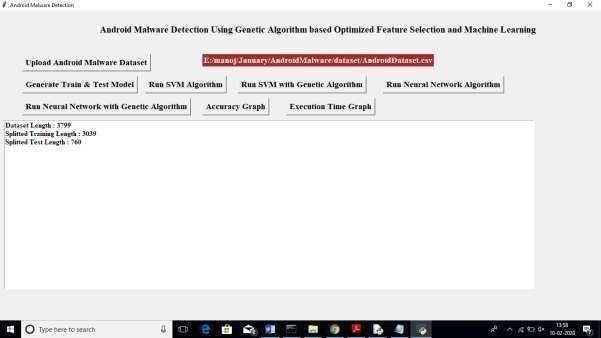 Android Malware Detection
Android Malware Detection Using Genetic Algorithm based Optimized Feature Selection and Machine Learning
Upload Android Malware Dataset
E:/manoj/January/AndroidMalware/dataset/AndroidDataset.csv
Generate Train & Test Model
Run SVM Algorithm
Run SVM with Genetic Algorithm
Run Neural Network Algorithm
Run Neural Network with Genetic Algorithm
Accuracy Graph
Execution Time Graph
Dataset Length : 3799
Splitted Training Length : 3039
Splitted Test Length : 760
Type here to search
13:58
10-02-2020